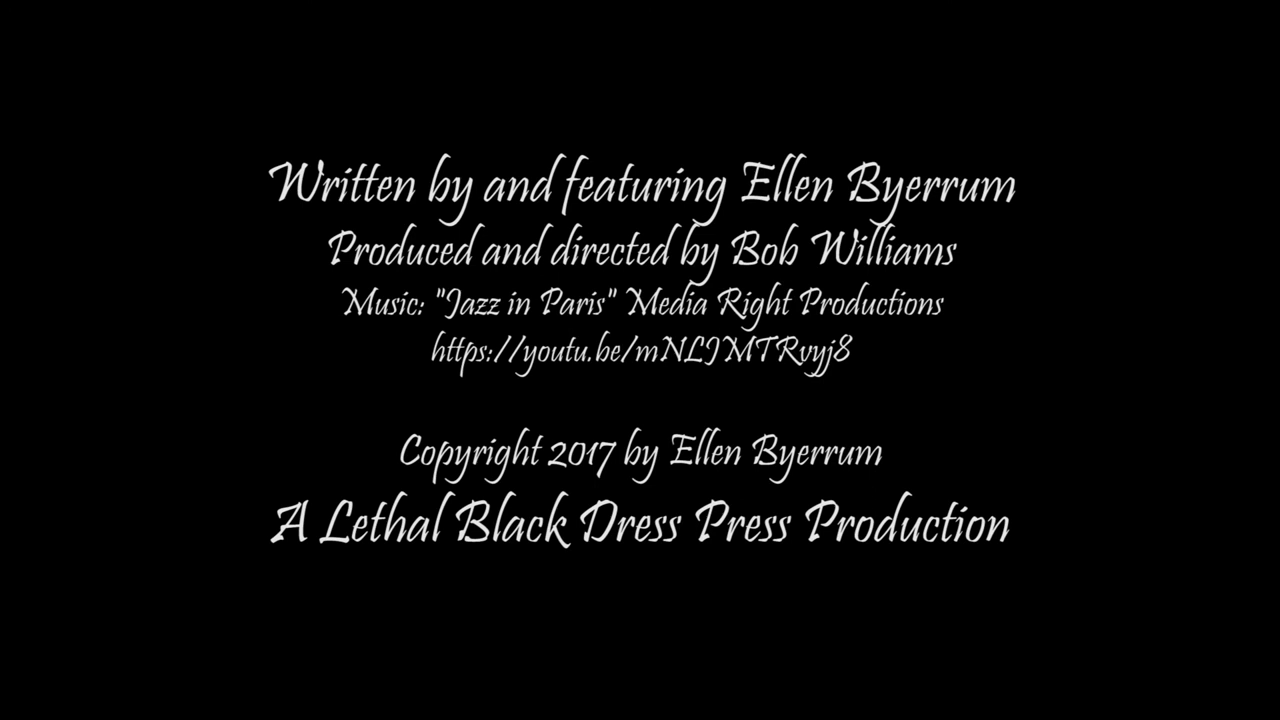 Written by and featuring Ellen Byerrum
Produced and directed by Bob Williams
Music: "Jazz in Paris" Media Right Productions
https://youtu.be/mNLJMTRvyj8
Copyright 2017 by Ellen Byerrum
A Lethal Black Dress Press Production